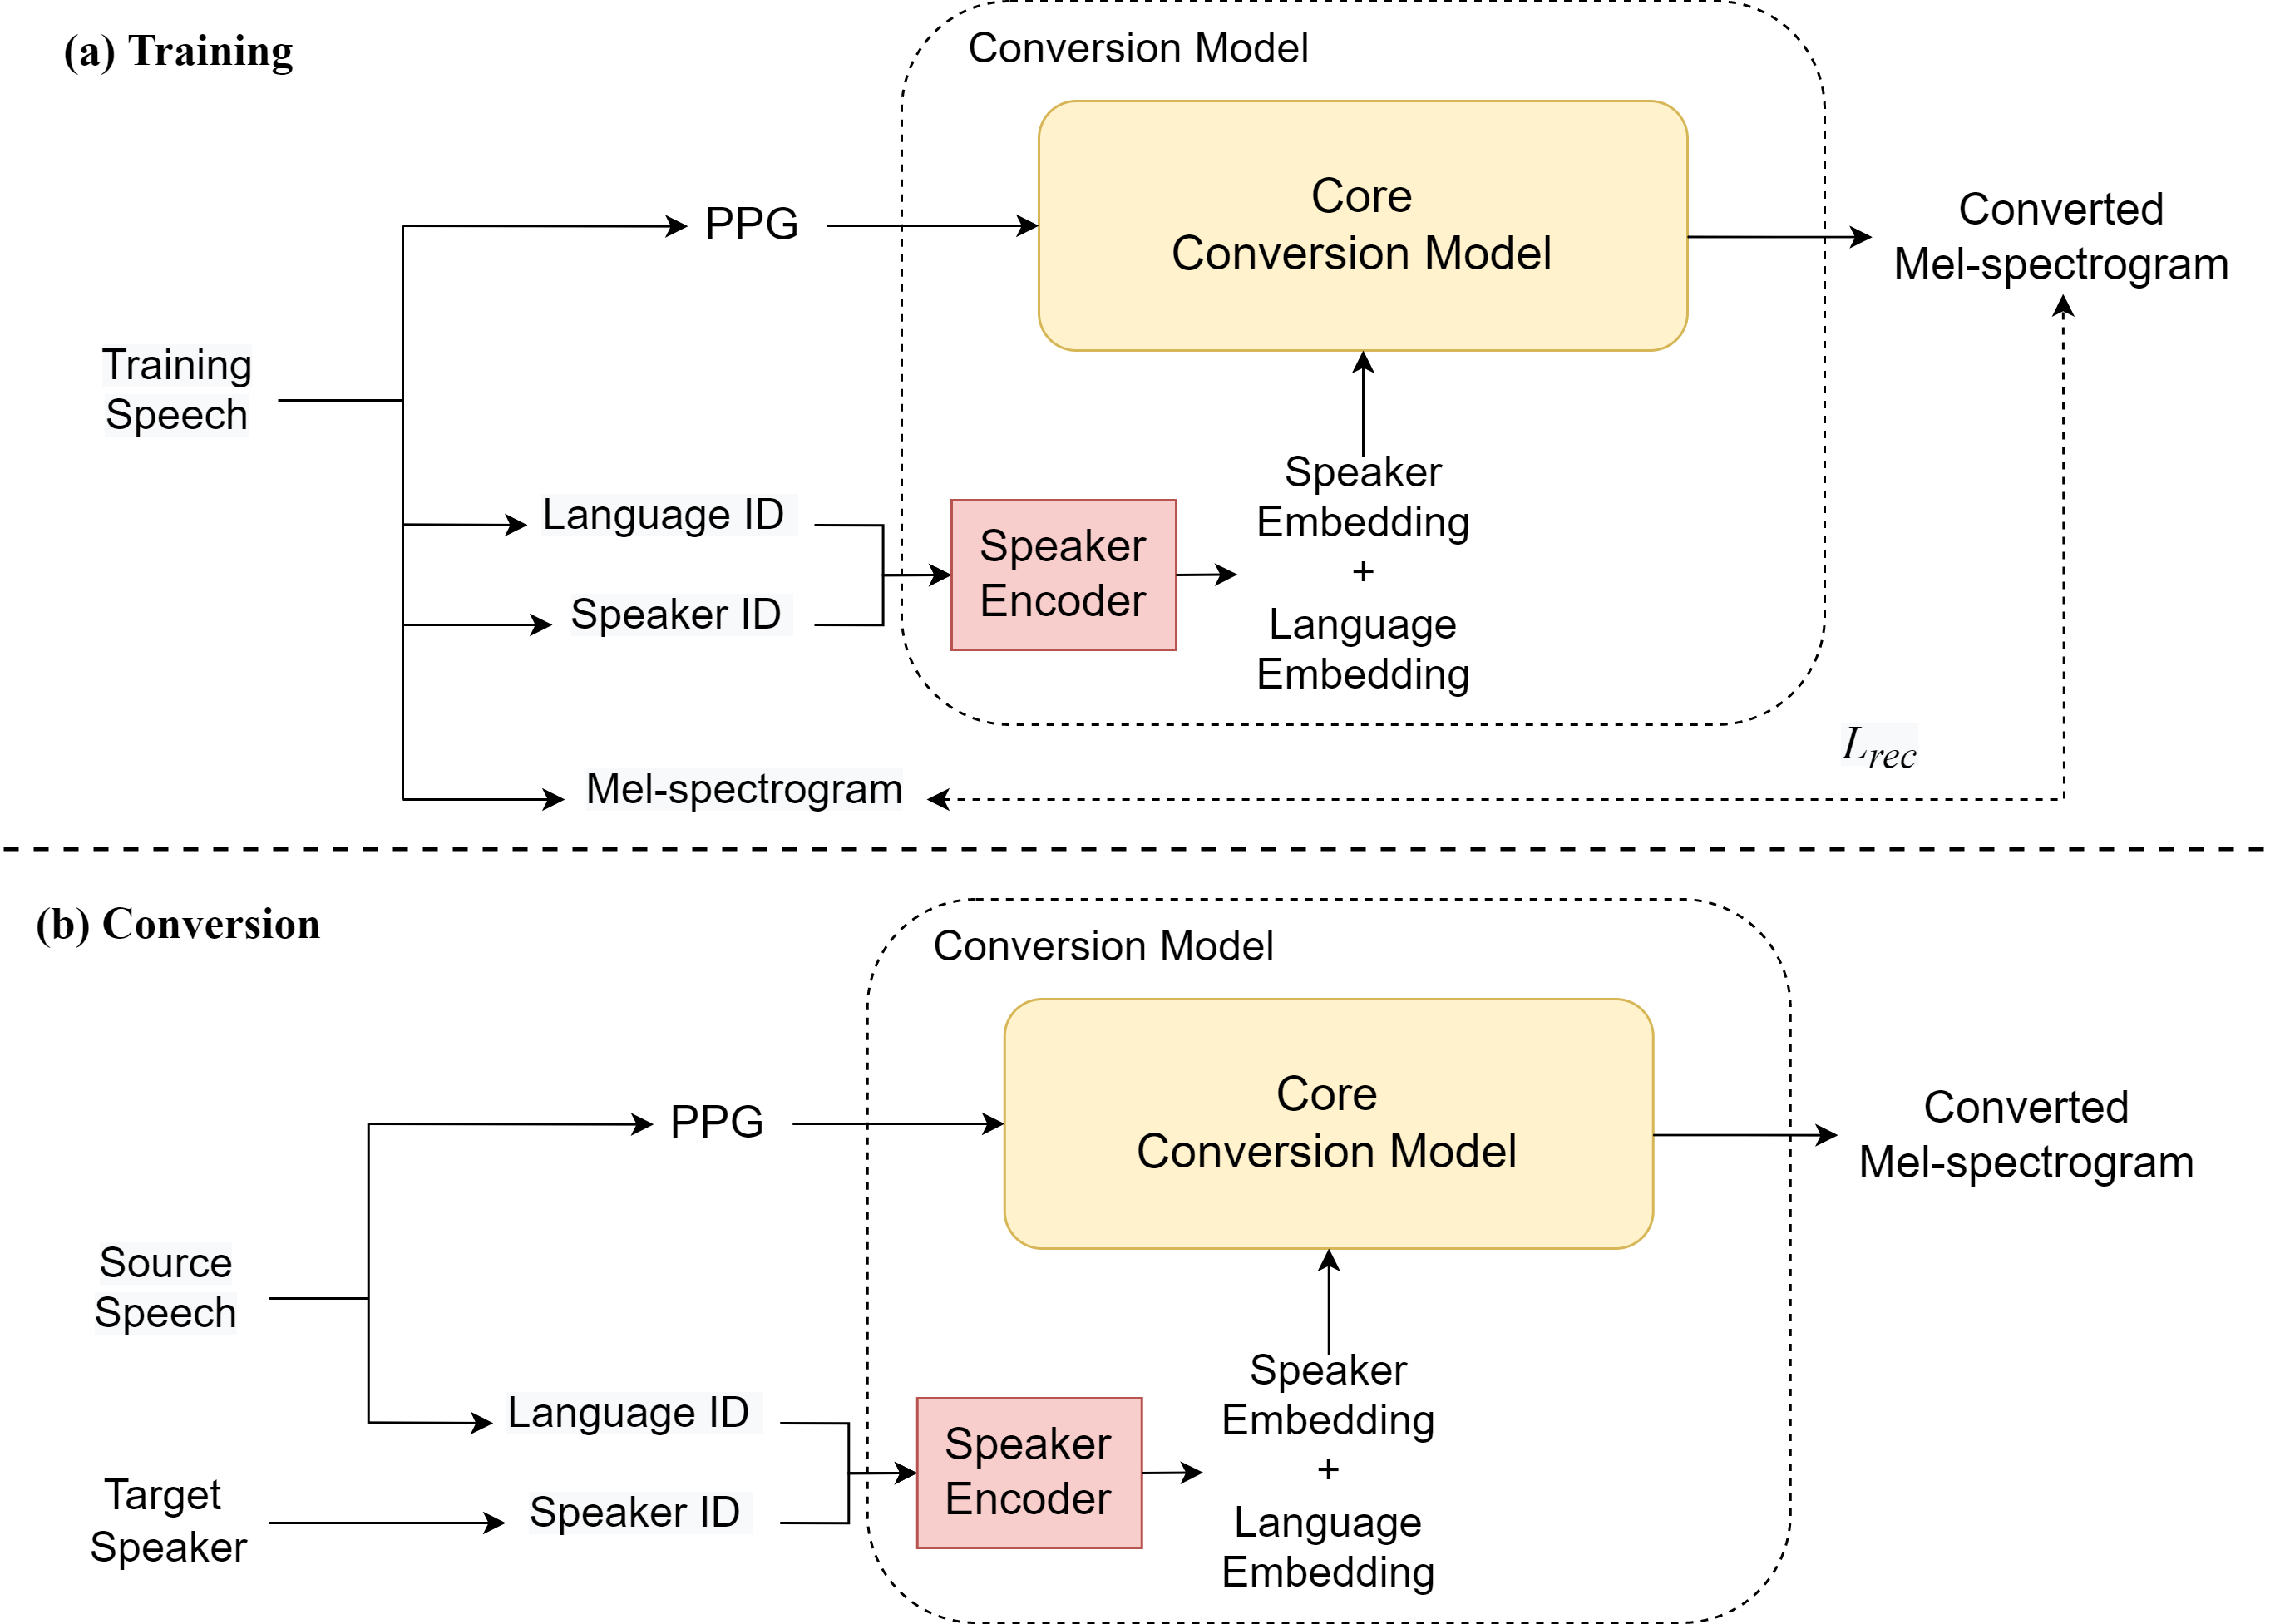 (a) Training
Conversion Model
Core
Conversion Model
PPG
Converted
Mel-spectrogram
Training
Speech
Language ID
Speaker ID
Speaker
Encoder
Speaker
Embedding
+
Language
Embedding
L_rec
Mel-spectrogram
(b) Conversion
Conversion Model
Core
Conversion Model
PPG
Converted
Mel-spectrogram
Source
Speech
Language ID
Target
Speaker
Speaker ID
Speaker
Encoder
Speaker
Embedding
+
Language
Embedding